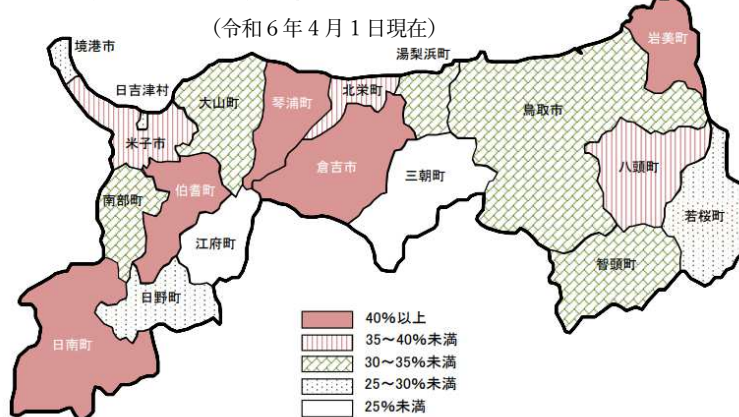 (令和6年4月1日現在)
境港市
湯梨浜町
岩美町
日吉津村
大山町
琴浦町
北栄町
鳥取市
米子市
倉吉市
三朝町
八頭町
南部町
伯耆町
若桜町
江府町
智頭町
日野町
日南町
40%以上
35～40%未満
30～35%未満
25～30%未満
25%未満